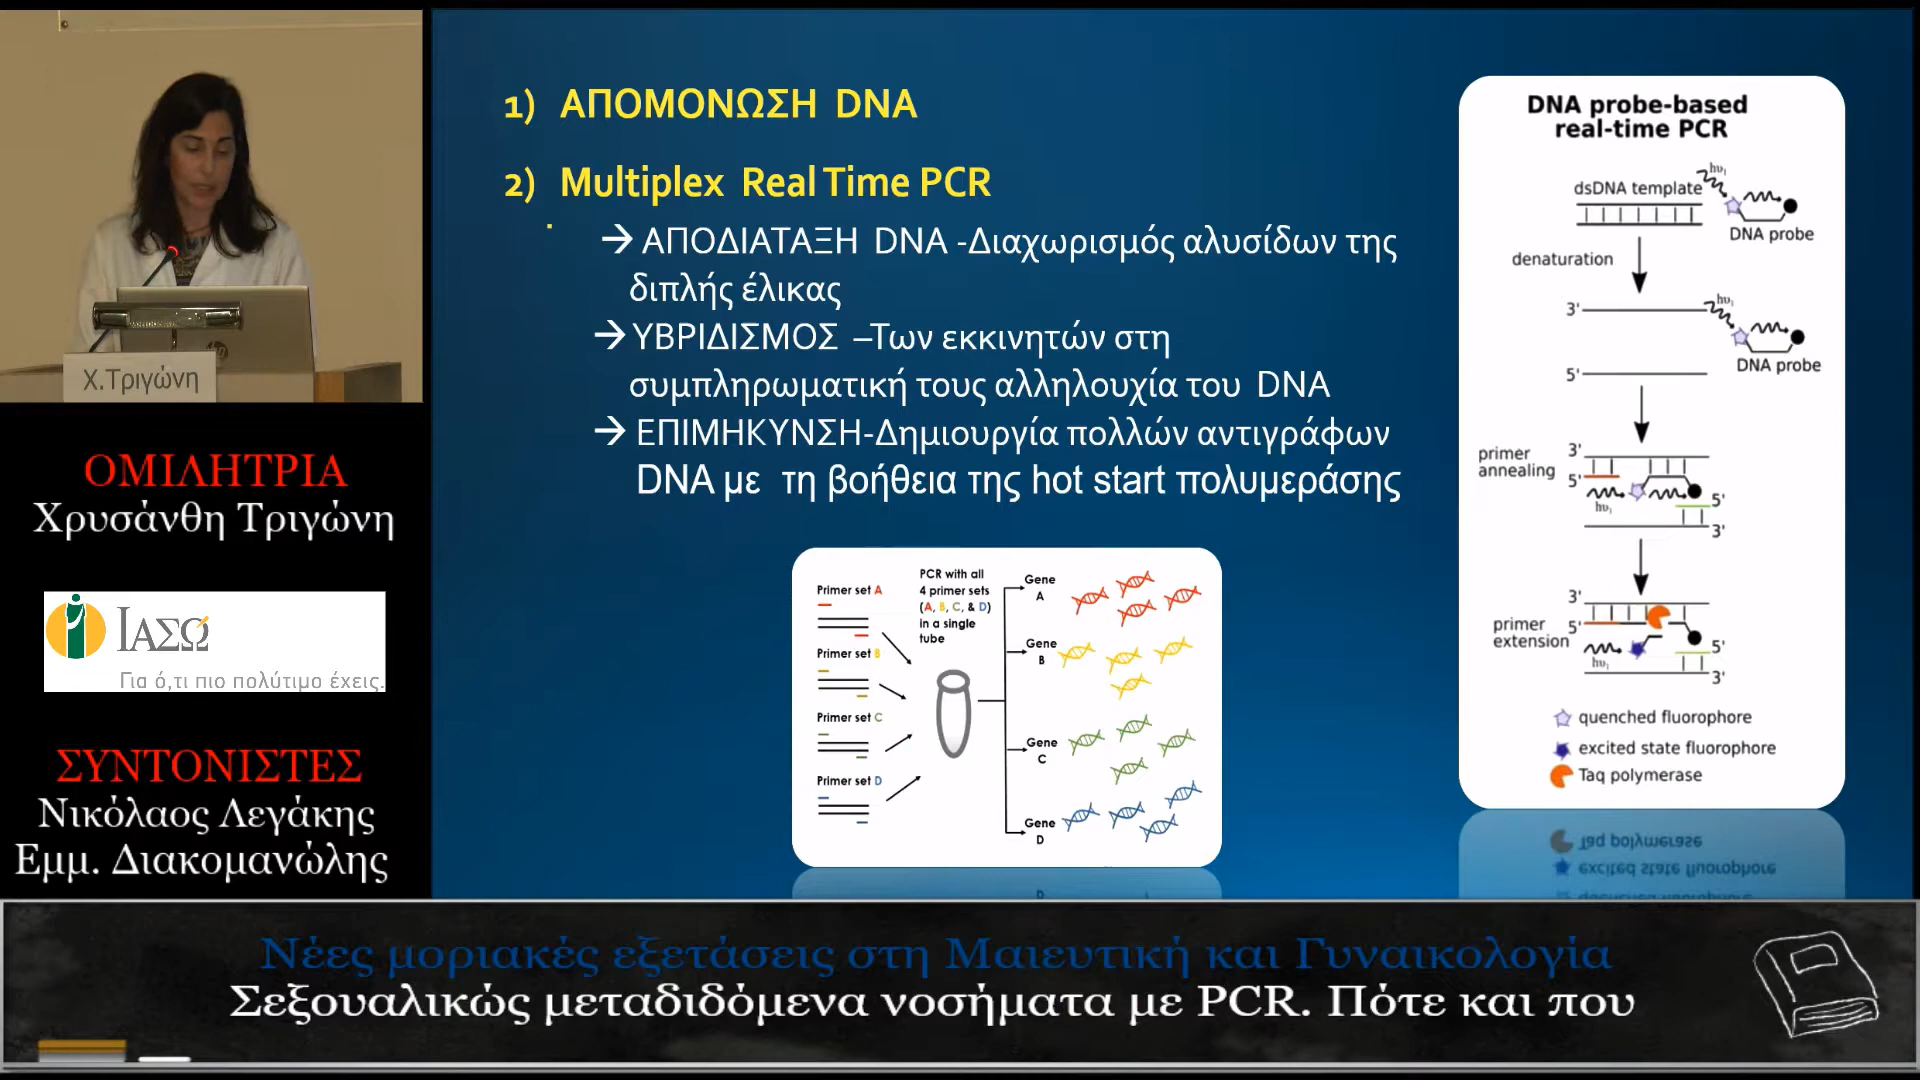 Χ.Τριγώνη
ΟΜΙΛΗΤΡΙΑ
Χρυσάνθη Τριγώνη
ΙΑΣΩ
Για ό,τι πιο πολύτιμο έχεις.
ΣΥΝΤΟΝΙΣΤΕΣ
Νικόλαος Λεγάκης
Εμμ. Διακομανώλης
1) ΑΠΟΜΟΝΩΣΗ DNA
2) Multiplex Real Time PCR
→ ΑΠΟΔΙΑΤΑΞΗ DNA -Διαχωρισμός αλυσίδων της
διπλής έλικας
→ ΥΒΡΙΔΙΣΜΟΣ –Των εκκινητών στη
συμπληρωματική τους αλληλουχία του DNA
→ ΕΠΙΜΗΚΥΝΣΗ-Δημιουργία πολλών αντιγράφων
DNA με τη βοήθεια της hot start πολυμεράσης
Primer set A
Primer set B
Primer set C
Primer set D
PCR with all
4 primer sets
(A, B, C, & D)
in a single
tube
Gene
A
Gene
B
Gene
C
Gene
D
DNA probe-based
real-time PCR
hυ1
dsDNA template
DNA probe
denaturation
3'
hυ1
DNA probe
5'
primer
annealing
3'
5'
hυ1
5'
3'
primer
extension
3'
5'
hυ1
5'
3'
quenched fluorophore
excited state fluorophore
Taq polymerase
Νέες μοριακές εξετάσεις στη Μαιευτική και Γυναικολογία
Σεξουαλικώς μεταδιδόμενα νοσήματα με PCR. Πότε και που